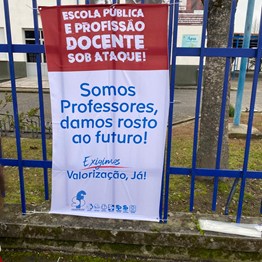 ESCOLA PÚBLICA
E PROFISSÃO
DOCENTE
SOB ATAQUE!
Somos
Professores,
damos rosto
ao futuro!
Exigimos
Valorização, Já!